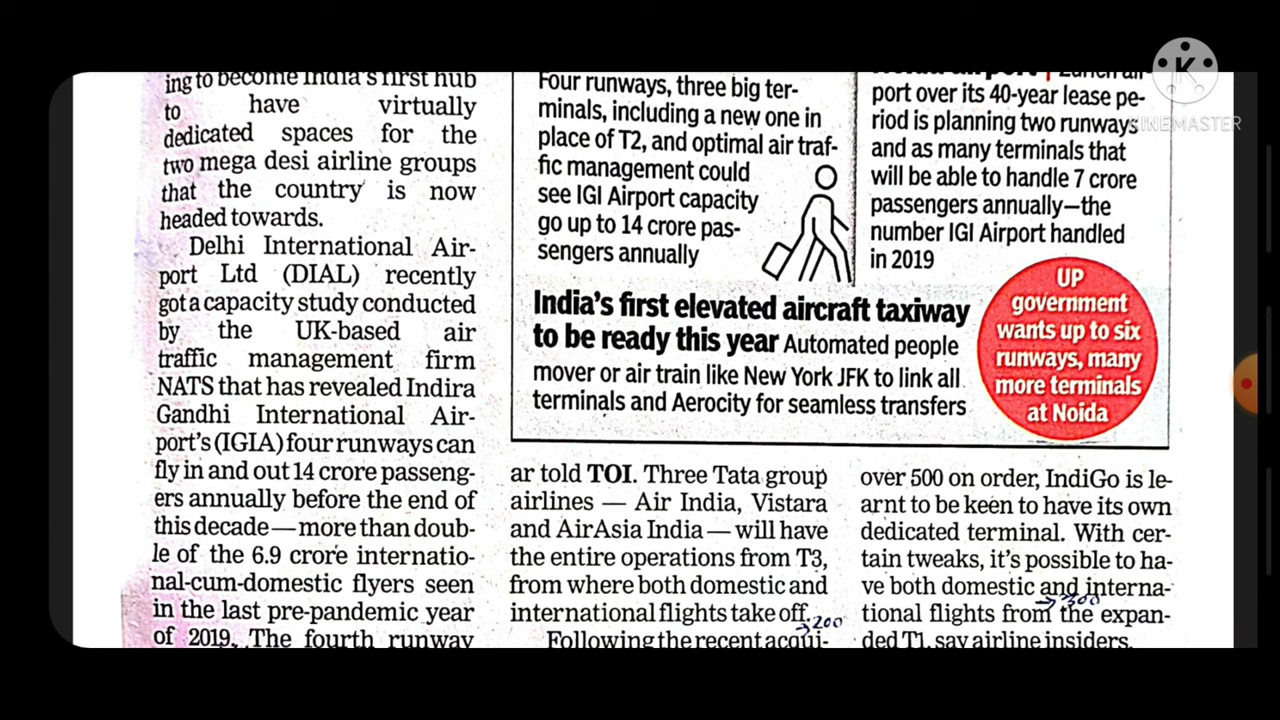 ing to become India's first hub
to have virtually
dedicated spaces for the
two mega desi airline groups
that the country is now
headed towards.
Delhi International Air-
port Ltd (DIAL) recently
got a capacity study conducted
by the UK-based air
traffic management firm
NATS that has revealed Indira
Gandhi International Air-
port's (IGIA) four runways can
fly in and out 14 crore passeng-
ers annually before the end of
this decade — more than doub-
le of the 6.9 crore internatio-
nal-cum-domestic flyers seen
in the last pre-pandemic year
of 2019. The fourth runway
Four runways, three big ter-
minals, including a new one in
place of T2, and optimal air traf-
fic management could
see IGI Airport capacity
go up to 14 crore pas-
sengers annually
airport | Zurich air
port over its 40-year lease pe-
riod is planning two runways
and as many terminals that
will be able to handle 7 crore
passengers annually—the
number IGI Airport handled
in 2019
India's first elevated aircraft taxiway
to be ready this year Automated people
mover or air train like New York JFK to link all
terminals and Aerocity for seamless transfers
UP
government
wants up to six
runways, many
more terminals
at Noida
ar told TOI. Three Tata group
airlines — Air India, Vistara
and AirAsia India — will have
the entire operations from T3,
from where both domestic and
international flights take off.
→200
Following the recent acqui-
over 500 on order, IndiGo is le-
arnt to be keen to have its own
dedicated terminal. With cer-
tain tweaks, it's possible to ha-
ve both domestic and interna-
→300
tional flights from the expan-
ded T1, say airline insiders.
K
KINEMASTER